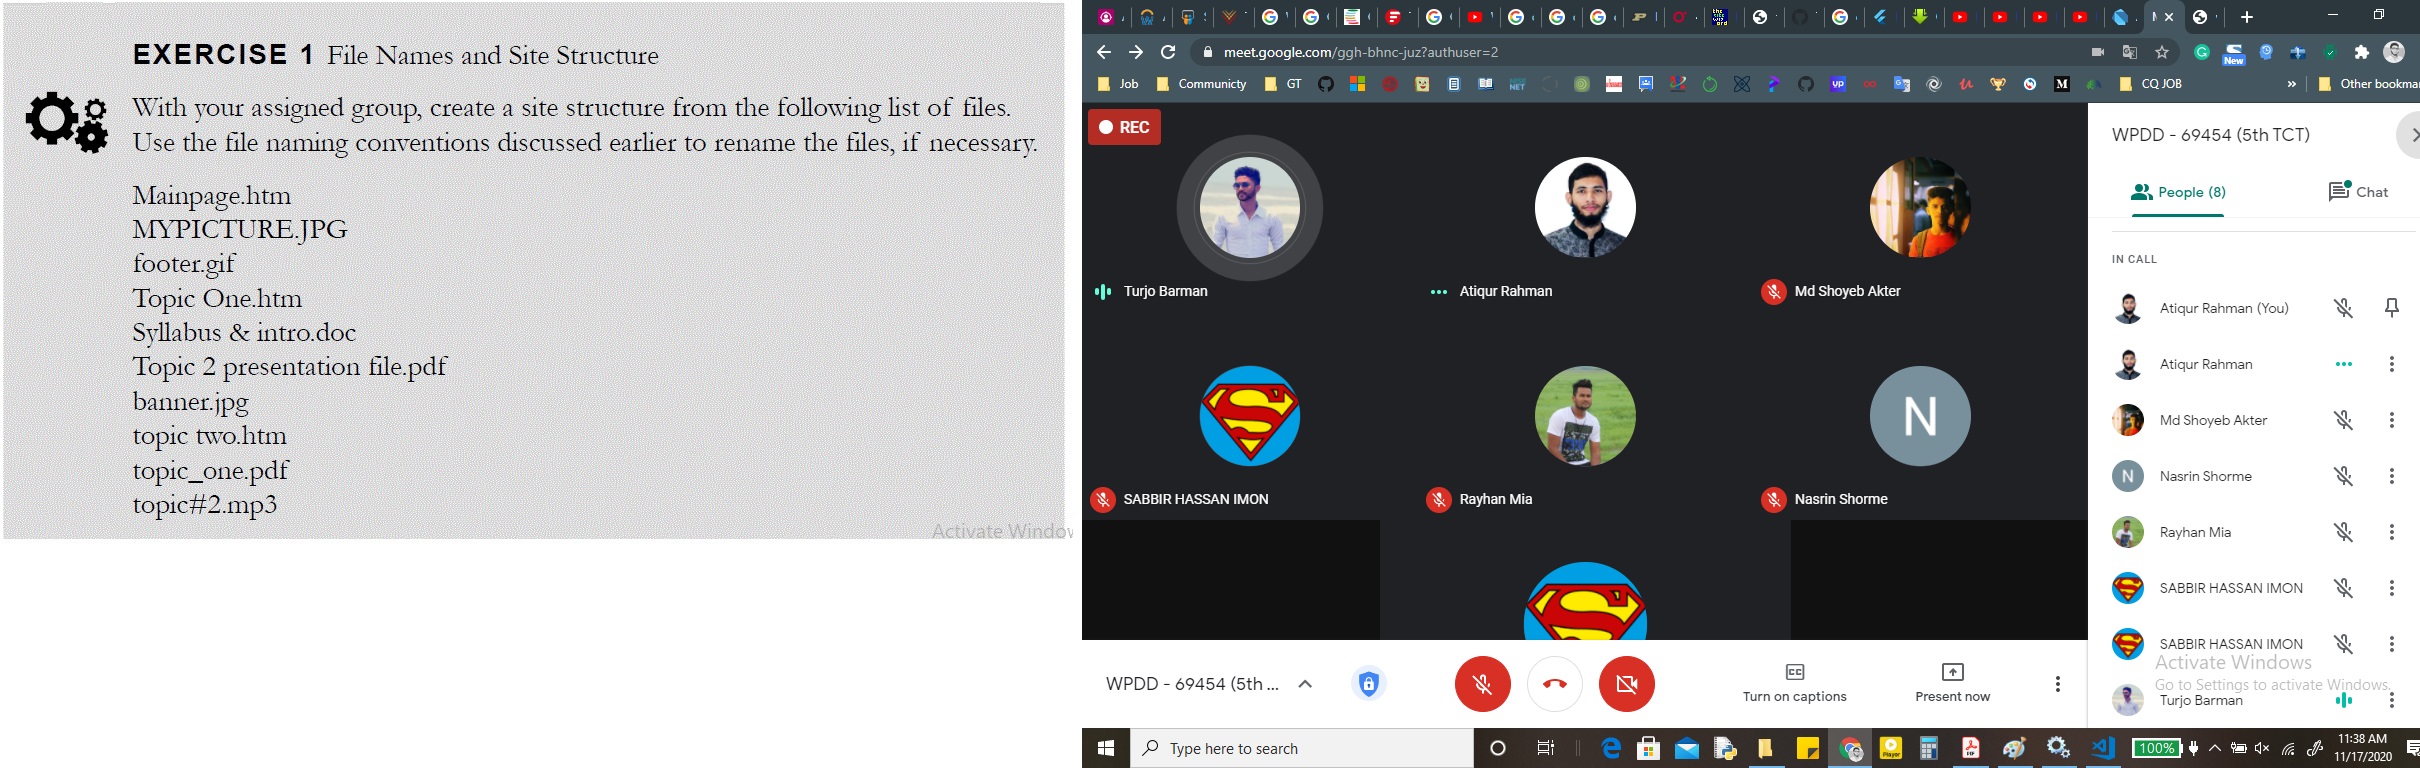 EXERCISE 1 File Names and Site Structure
With your assigned group, create a site structure from the following list of files.
Use the file naming conventions discussed earlier to rename the files, if necessary.
Mainpage.htm
MYPICTURE.JPG
footer.gif
Topic One.htm
Syllabus & intro.doc
Topic 2 presentation file.pdf
banner.jpg
topic two.htm
topic_one.pdf
topic#2.mp3
Activate Window
meet.google.com/ggh-bhnc-juz?authuser=2
New
Job Communicty GT M CQ JOB » Other bookmar
REC
Turjo Barman
Atiqur Rahman
Md Shoyeb Akter
SABBIR HASSAN IMON
Rayhan Mia
N
Nasrin Shorme
WPDD - 69454 (5th ...
CC
Turn on captions
Present now
WPDD - 69454 (5th TCT)
People (8)
Chat
IN CALL
Atiqur Rahman (You)
Atiqur Rahman
Md Shoyeb Akter
N Nasrin Shorme
Rayhan Mia
SABBIR HASSAN IMON
SABBIR HASSAN IMON
Activate Windows
Go to Settings to activate Windows.
Turjo Barman
Type here to search
100%
11:38 AM
11/17/2020